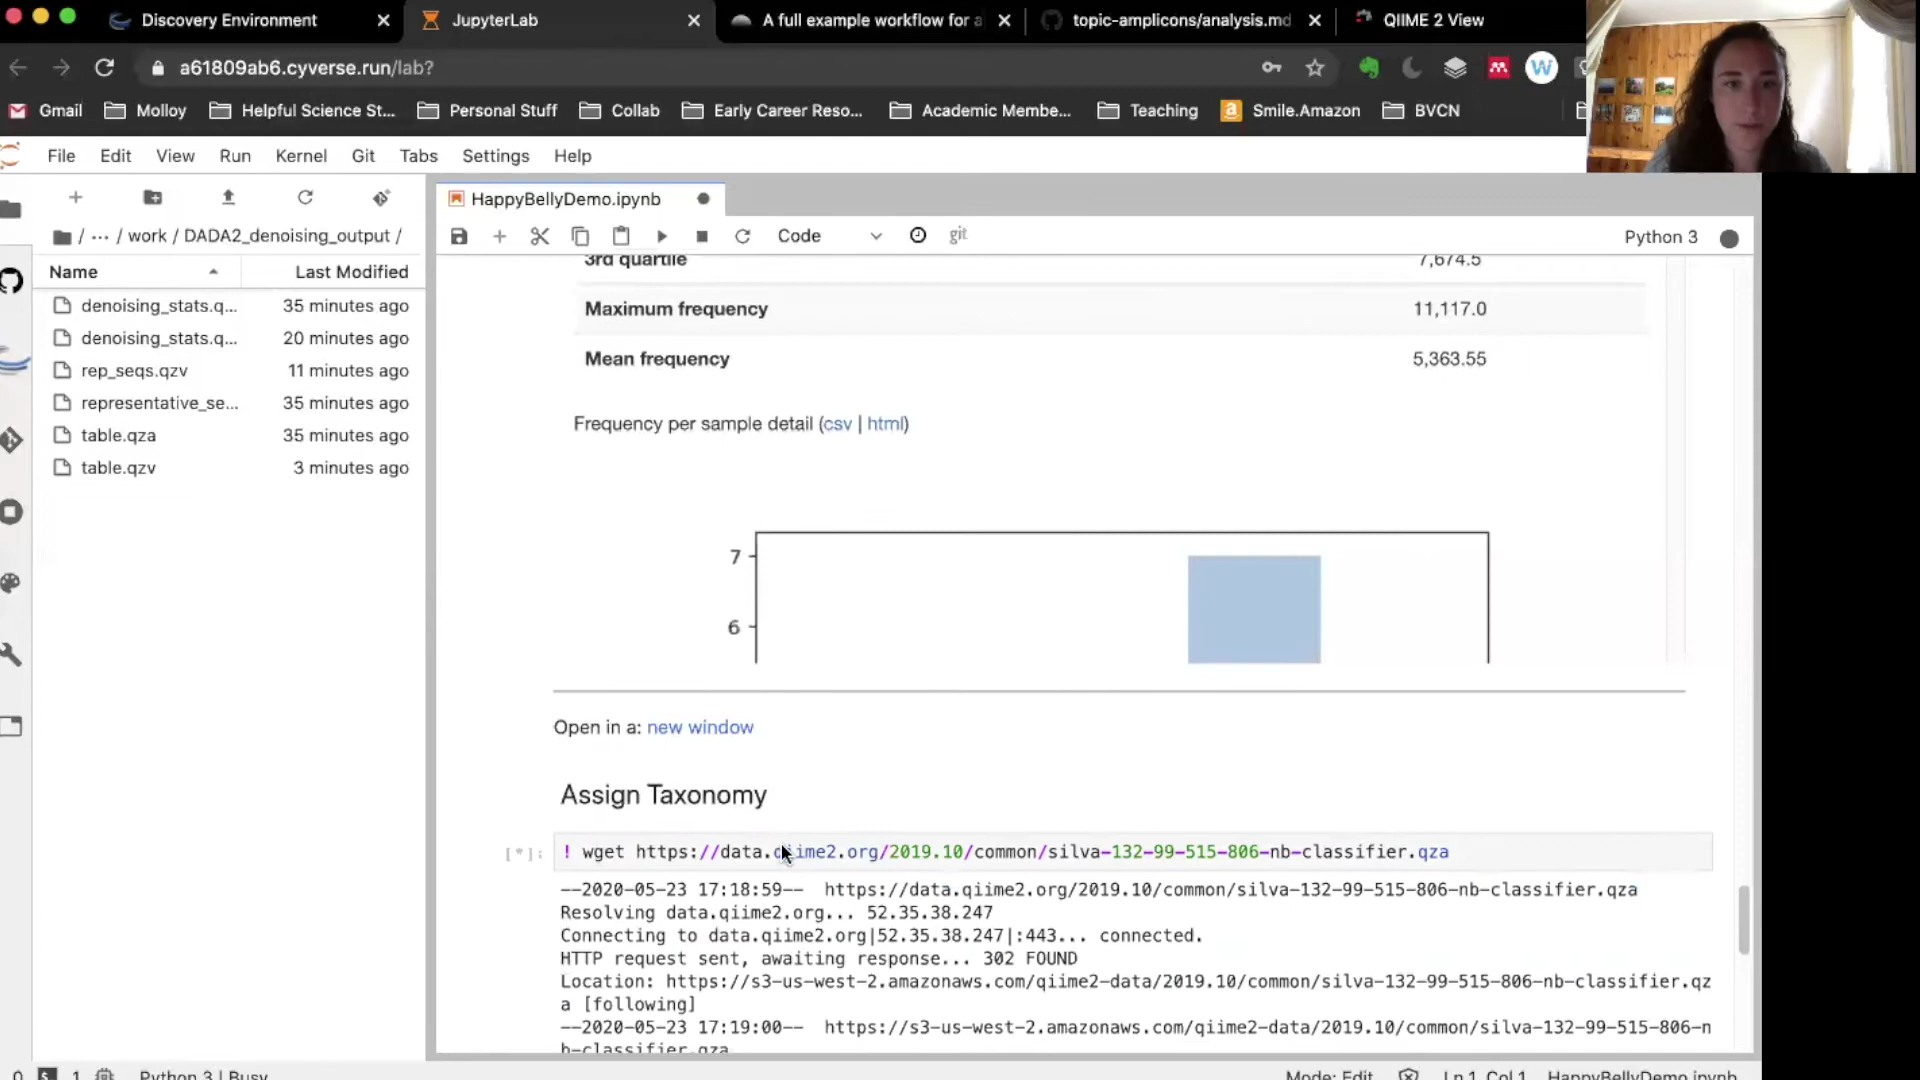 Discovery Environment
JupyterLab
A full example workflow for a
topic-amplicons/analysis.md
QIIME 2 View
a61809ab6.cyverse.run/lab?
W
Gmail
Molloy
Helpful Science St...
Personal Stuff
Collab
Early Career Reso...
Academic Membe...
Teaching
Smile.Amazon
BVCN
File Edit View Run Kernel Git Tabs Settings Help
HappyBellyDemo.ipynb
/ ··· / work / DADA2_denoising_output /
Code
git
Python 3
Name Last Modified
denoising_stats.q... 35 minutes ago
denoising_stats.q... 20 minutes ago
rep_seqs.qzv 11 minutes ago
representative_se... 35 minutes ago
table.qza 35 minutes ago
table.qzv 3 minutes ago
3rd quartile 7,674.5
Maximum frequency 11,117.0
Mean frequency 5,363.55
Frequency per sample detail (csv | html)
7
6
Open in a: new window
Assign Taxonomy
[*]: ! wget https://data.qiime2.org/2019.10/common/silva-132-99-515-806-nb-classifier.qza
--2020-05-23 17:18:59-- https://data.qiime2.org/2019.10/common/silva-132-99-515-806-nb-classifier.qza
Resolving data.qiime2.org... 52.35.38.247
Connecting to data.qiime2.org|52.35.38.247|:443... connected.
HTTP request sent, awaiting response... 302 FOUND
Location: https://s3-us-west-2.amazonaws.com/qiime2-data/2019.10/common/silva-132-99-515-806-nb-classifier.qz
a [following]
--2020-05-23 17:19:00-- https://s3-us-west-2.amazonaws.com/qiime2-data/2019.10/common/silva-132-99-515-806-n
b-classifier.qza
0 1 Python 3 | Busy
Mode: Edit Ln 1, Col 1 HappyBellyDemo.ipynb